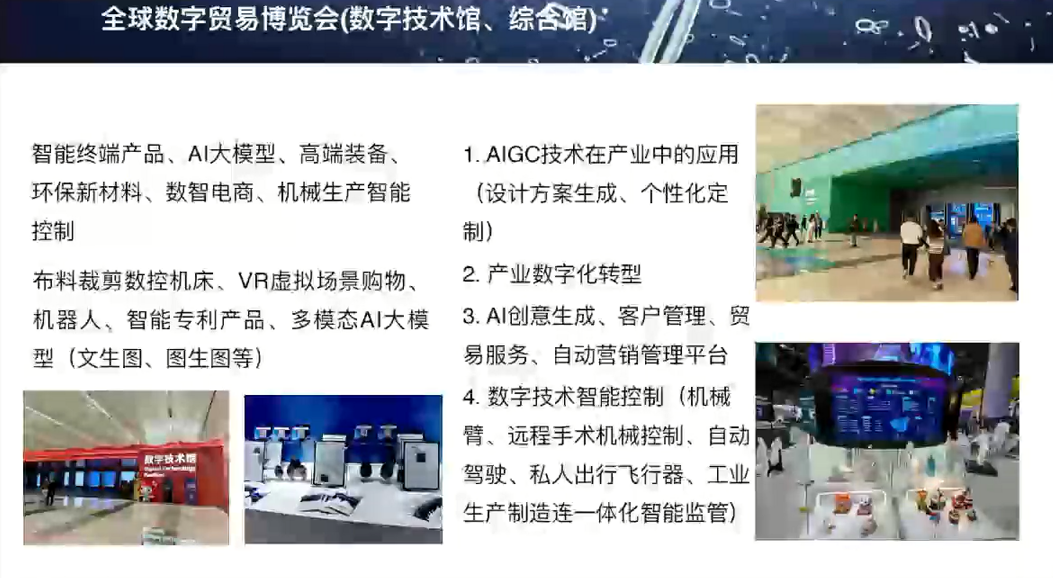 全球数字贸易博览会(数字技术馆、综合馆)
智能终端产品、AI大模型、高端装备、
环保新材料、数智电商、机械生产智能
控制
布料裁剪数控机床、VR虚拟场景购物、
机器人、智能专利产品、多模态AI大模
型（文生图、图生图等）
1. AIGC技术在产业中的应用
（设计方案生成、个性化定
制）
2. 产业数字化转型
3. AI创意生成、客户管理、贸
易服务、自动营销管理平台
4. 数字技术智能控制（机械
臂、远程手术机械控制、自动
驾驶、私人出行飞行器、工业
生产制造连一体化智能监管）
数字技术馆